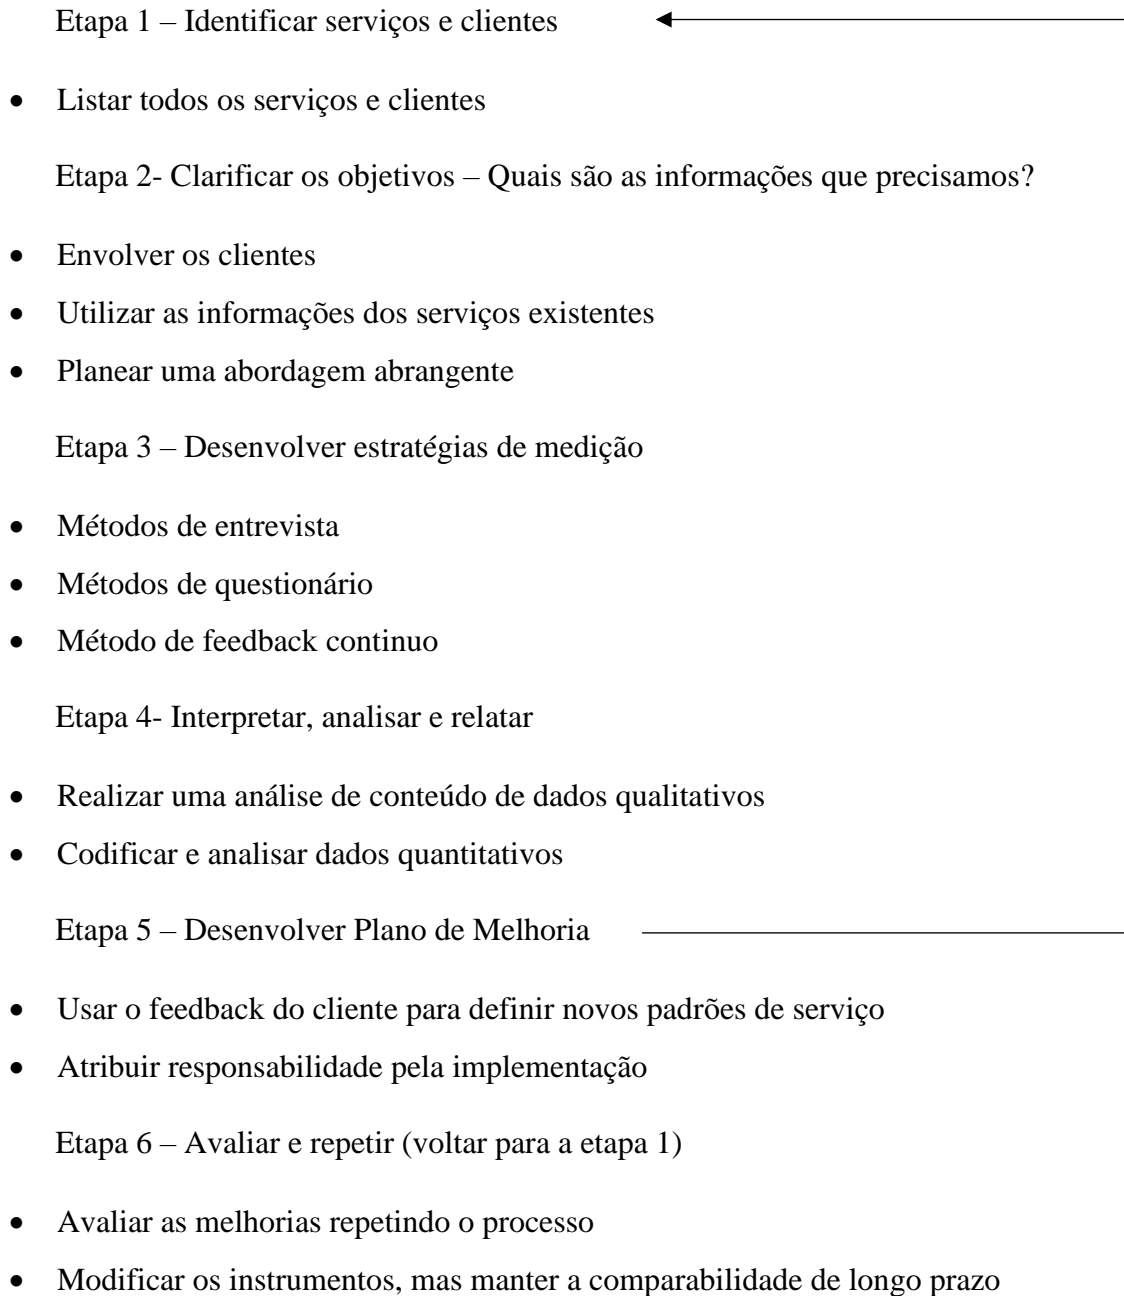 Etapa 1 – Identificar serviços e clientes
• Listar todos os serviços e clientes
Etapa 2- Clarificar os objetivos – Quais são as informações que precisamos?
• Envolver os clientes
• Utilizar as informações dos serviços existentes
• Planear uma abordagem abrangente
Etapa 3 – Desenvolver estratégias de medição
• Métodos de entrevista
• Métodos de questionário
• Método de feedback continuo
Etapa 4- Interpretar, analisar e relatar
• Realizar uma análise de conteúdo de dados qualitativos
• Codificar e analisar dados quantitativos
Etapa 5 – Desenvolver Plano de Melhoria
• Usar o feedback do cliente para definir novos padrões de serviço
• Atribuir responsabilidade pela implementação
Etapa 6 – Avaliar e repetir (voltar para a etapa 1)
• Avaliar as melhorias repetindo o processo
• Modificar os instrumentos, mas manter a comparabilidade de longo prazo